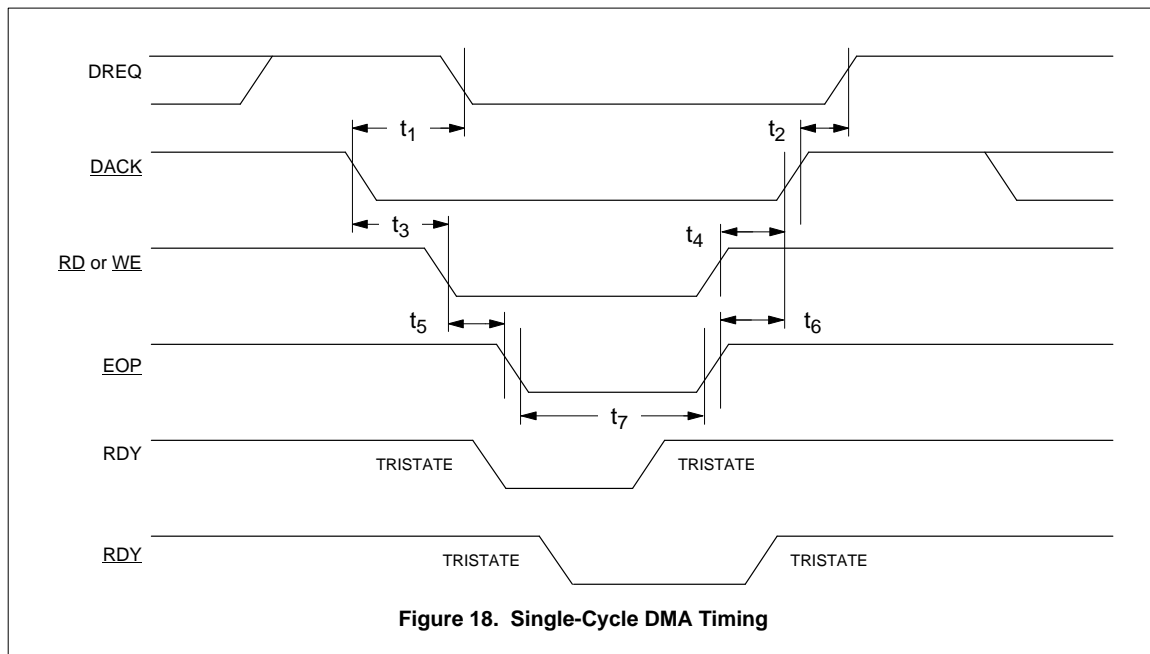 DREQ
t1
t2
DACK
t3
t4
RD or WE
t5
t6
EOP
t7
RDY
TRISTATE
TRISTATE
RDY
TRISTATE
TRISTATE
Figure 18. Single-Cycle DMA Timing